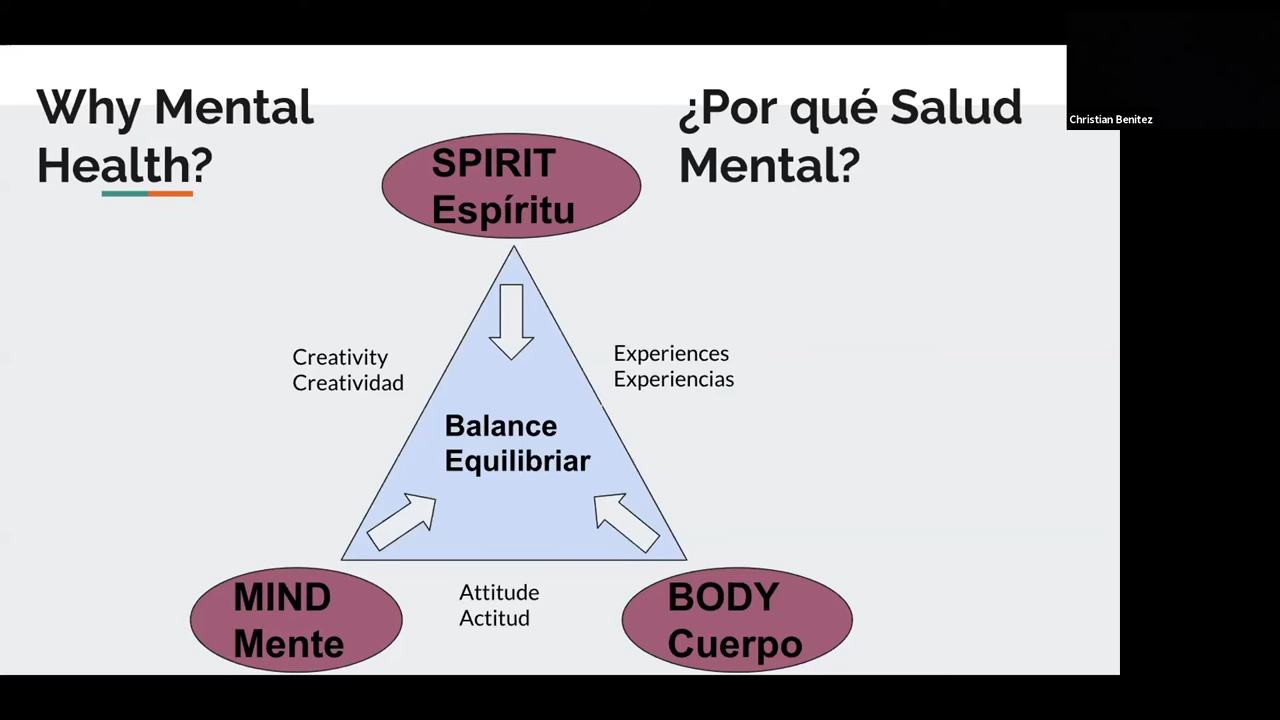 Why Mental
Health?
¿Por qué Salud
Mental?
Christian Benitez
SPIRIT
Espíritu
Creativity
Creatividad
Experiences
Experiencias
Balance
Equilibriar
MIND
Mente
Attitude
Actitud
BODY
Cuerpo